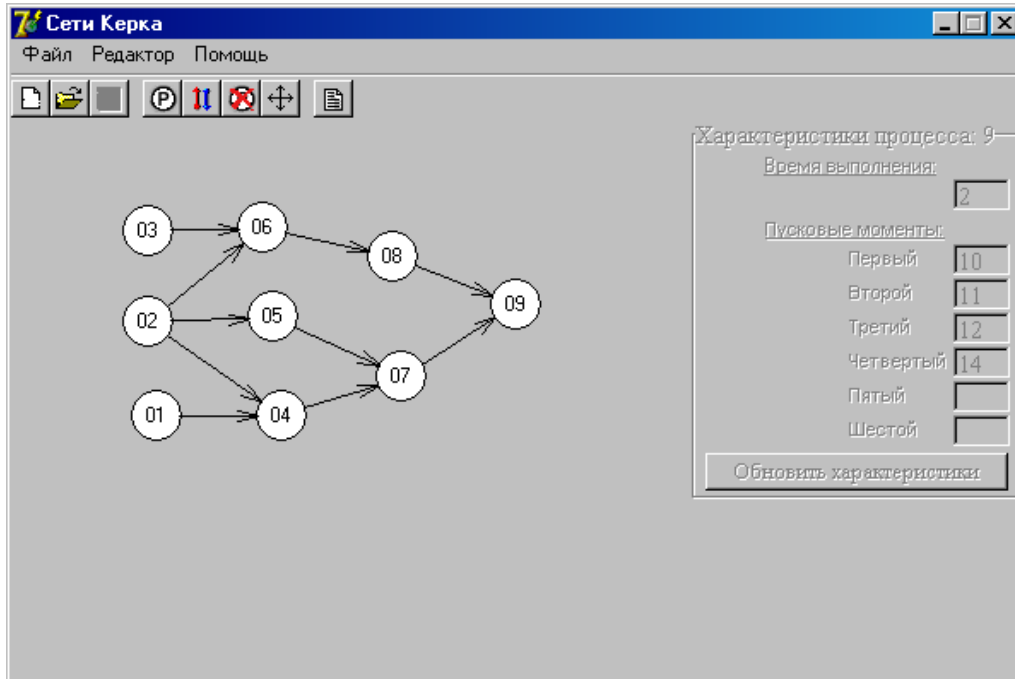 Сети Керка
Файл Редактор Помощь
Характеристики процесса: 9
Время выполнения:
2
Пусковые моменты:
Первый 10
Второй 11
Третий 12
Четвертый 14
Пятый
Шестой
Обновить характеристики
03
06
08
09
02
05
07
01
04